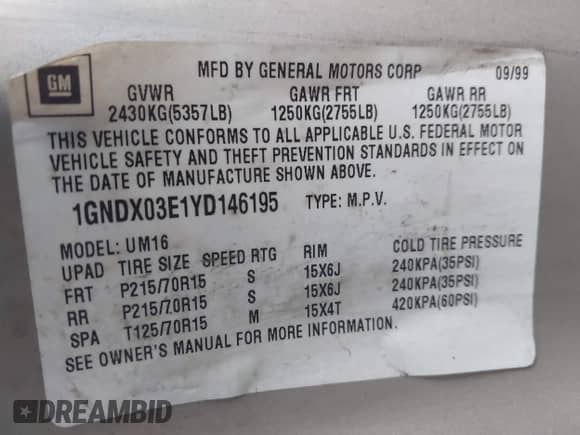 GM
MFD BY GENERAL MOTORS CORP 09/99
GVWR GAWR FRT GAWR RR
2430KG(5357LB) 1250KG(2755LB) 1250KG(2755LB)
THIS VEHICLE CONFORMS TO ALL APPLICABLE U.S. FEDERAL MOTOR
VEHICLE SAFETY AND THEFT PREVENTION STANDARDS IN EFFECT ON
THE DATE OF MANUFACTURE SHOWN ABOVE.
1GNDX03E1YD146195 TYPE: M.P.V.
MODEL: UM16
UPAD TIRE SIZE SPEED RTG RIM COLD TIRE PRESSURE
FRT P215/70R15 S 15X6J 240KPA(35PSI)
RR P215/70R15 S 15X6J 240KPA(35PSI)
SPA T125/70R15 M 15X4T 420KPA(60PSI)
SEE OWNER'S MANUAL FOR MORE INFORMATION.
DREAMBID